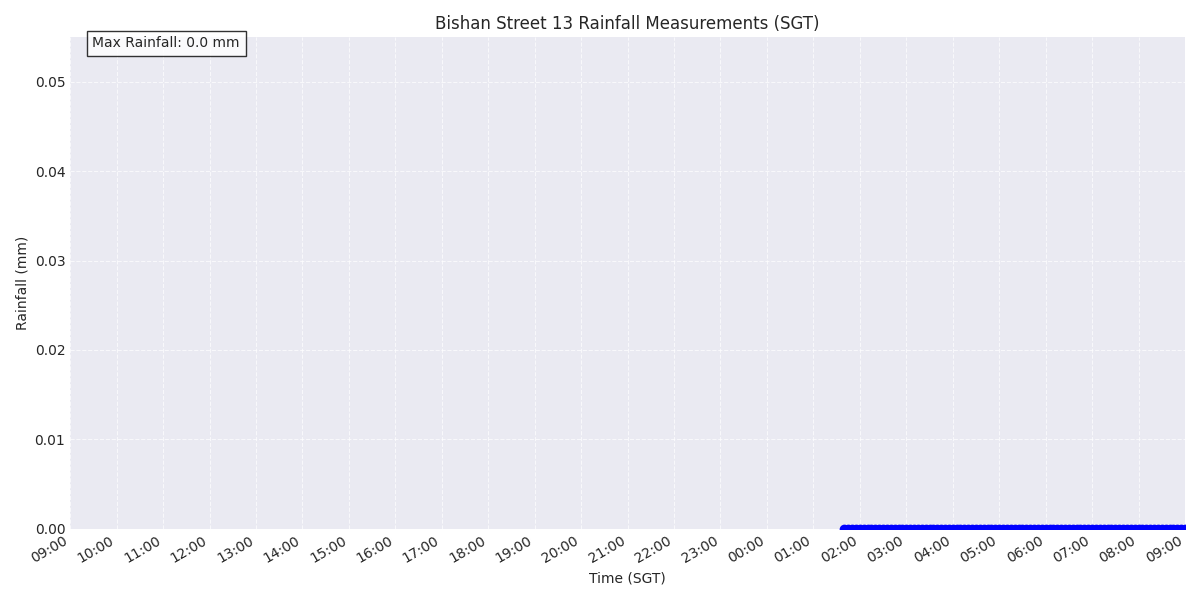 Bishan Street 13 Rainfall Measurements (SGT)
Max Rainfall: 0.0 mm
0.05
0.04
0.03
0.02
0.01
0.00
Rainfall (mm)
09:00 10:00 11:00 12:00 13:00 14:00 15:00 16:00 17:00 18:00 19:00 20:00 21:00 22:00 23:00 00:00 01:00 02:00 03:00 04:00 05:00 06:00 07:00 08:00 09:00
Time (SGT)